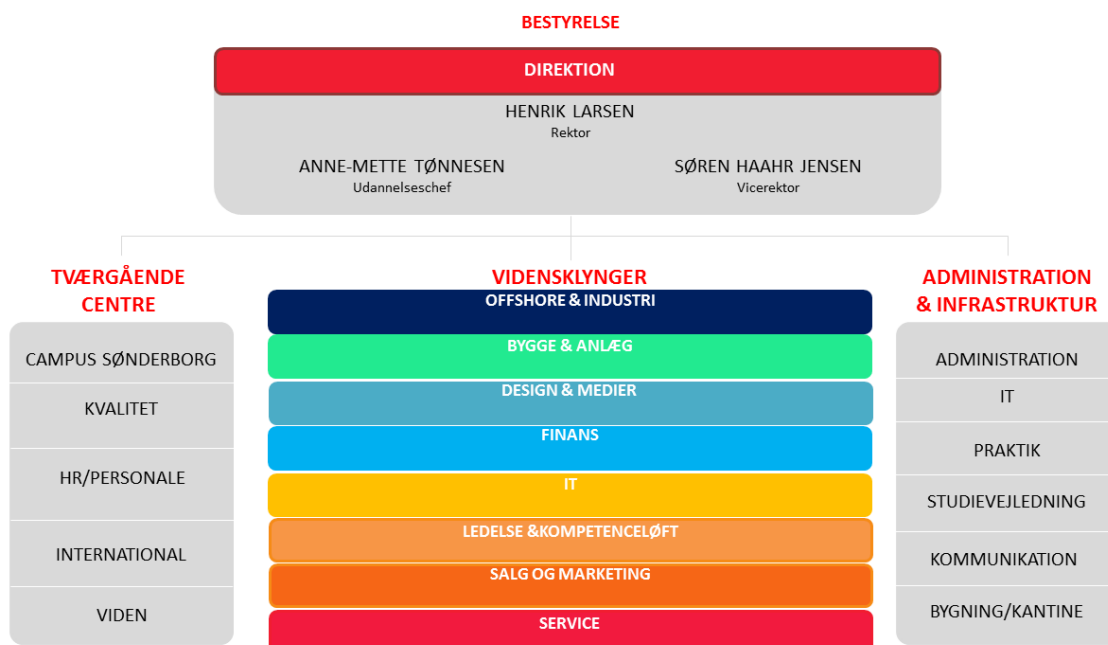 BESTYRELSE
DIREKTION
HENRIK LARSEN
Rektor
ANNE-METTE TØNNESEN
Udannelseschef
SØREN HAAHR JENSEN
Vicerektor
TVÆRGÅENDE
CENTRE
CAMPUS SØNDERBORG
KVALITET
HR/PERSONALE
INTERNATIONAL
VIDEN
VIDENSKLYNGER
OFFSHORE & INDUSTRI
BYGGE & ANLÆG
DESIGN & MEDIER
FINANS
IT
LEDELSE &KOMPETENCELØFT
SALG OG MARKETING
SERVICE
ADMINISTRATION
& INFRASTRUKTUR
ADMINISTRATION
IT
PRAKTIK
STUDIEVEJLEDNING
KOMMUNIKATION
BYGNING/KANTINE